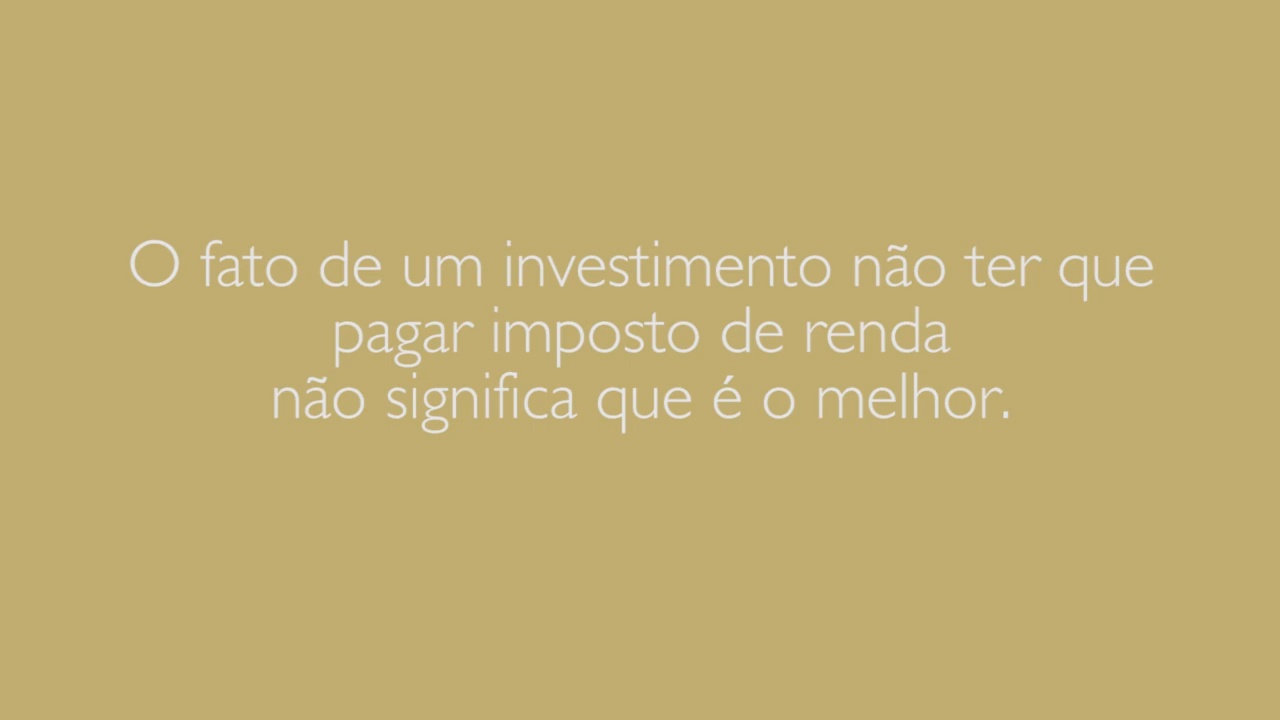 O fato de um investimento não ter que
pagar imposto de renda
não significa que é o melhor.